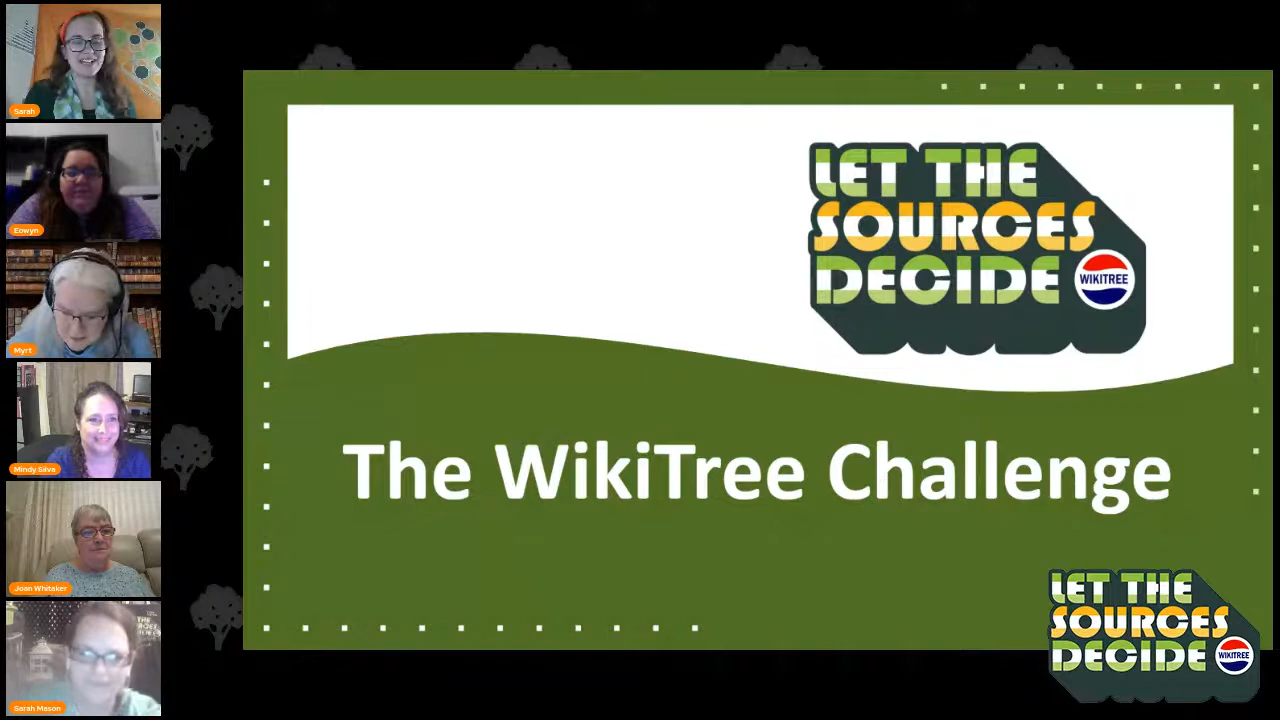 Sarah
Eowyn
Myrt
Mindy Silva
Joan Whitaker
Sarah Mason
LET THE
SOURCES
DECIDE
WIKITREE
The WikiTree Challenge
LET THE
SOURCES
DECIDE
WIKITREE